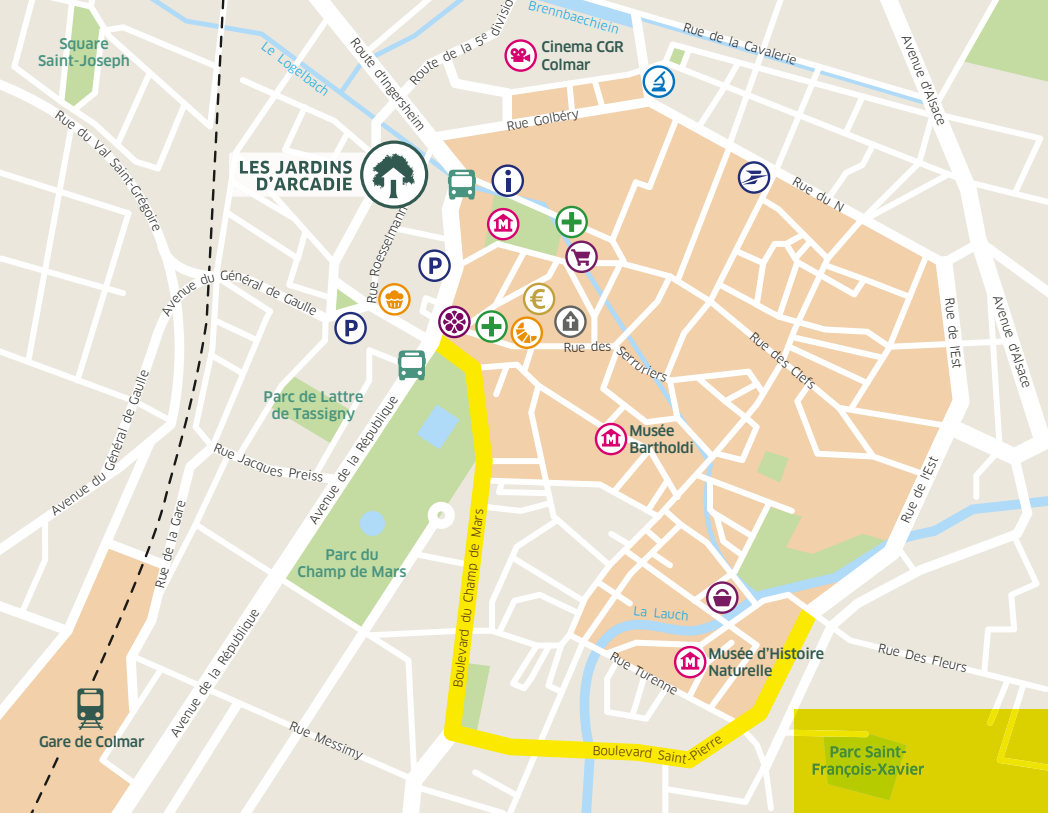 Brennbaechlein
Square
Saint-Joseph
Le Logelbach
Route d'Ingersheim
Route de la 5e divisio
Cinema CGR
Colmar
Rue de la Cavalerie
Avenue d'Alsace
Rue du Val Saint-Grégoire
Rue Golbéry
LES JARDINS
D'ARCADIE
i
M
Rue du N
Rue Roesselmann
P
Avenue du Général de Gaulle
P
€
Rue des Serruriers
Rue des Clefs
Rue de l'Est
Avenue d'Alsace
Parc de Lattre
de Tassigny
Avenue du Général de Gaulle
Rue Jacques Preiss
Avenue de la République
M
Musée
Bartholdi
Rue de l'Est
Rue de la Gare
Parc du
Champ de Mars
Boulevard du Champ de Mars
La Lauch
Avenue de la République
Rue Turenne
M
Musée d'Histoire
Naturelle
Rue Des Fleurs
Gare de Colmar
Rue Messimy
Boulevard Saint-Pierre
Parc Saint-
François-Xavier